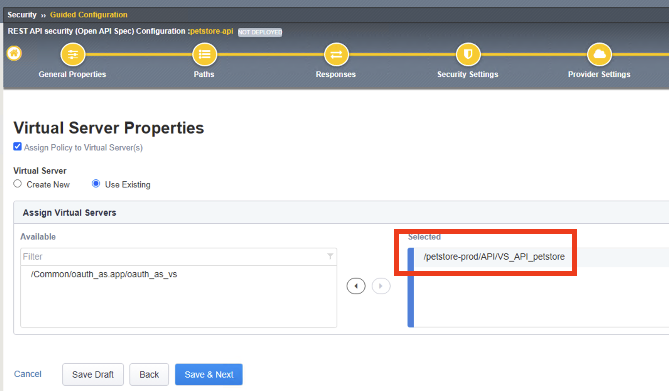 Security » Guided Configuration
REST API security (Open API Spec) Configuration :petstore-api NOT DEPLOYED
General Properties
Paths
Responses
Security Settings
Provider Settings
Virtual Server Properties
Assign Policy to Virtual Server(s)
Virtual Server
Create New
Use Existing
Assign Virtual Servers
Available
Selected
Filter
/petstore-prod/API/VS_API_petstore
/Common/oauth_as.app/oauth_as_vs
Cancel
Save Draft
Back
Save & Next